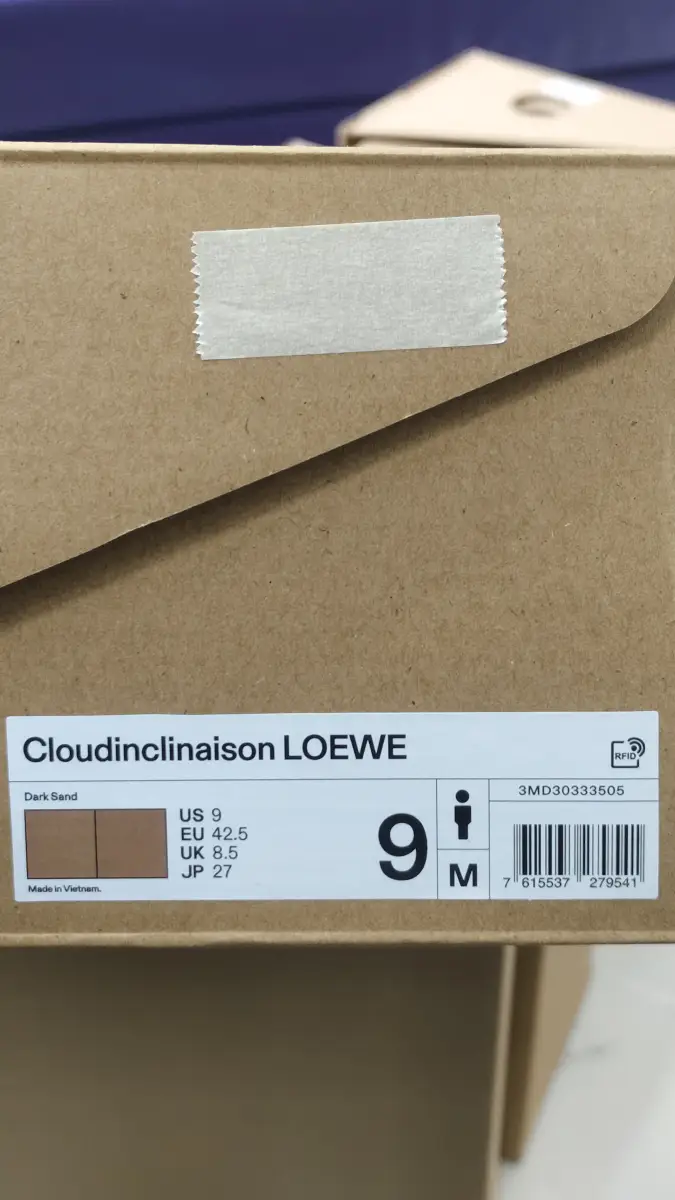 Cloudinclinaison LOEWE
RFID
Dark Sand
US 9
EU 42.5
UK 8.5
JP 27
Made in Vietnam.
9
M
3MD30333505
7 615537 279541